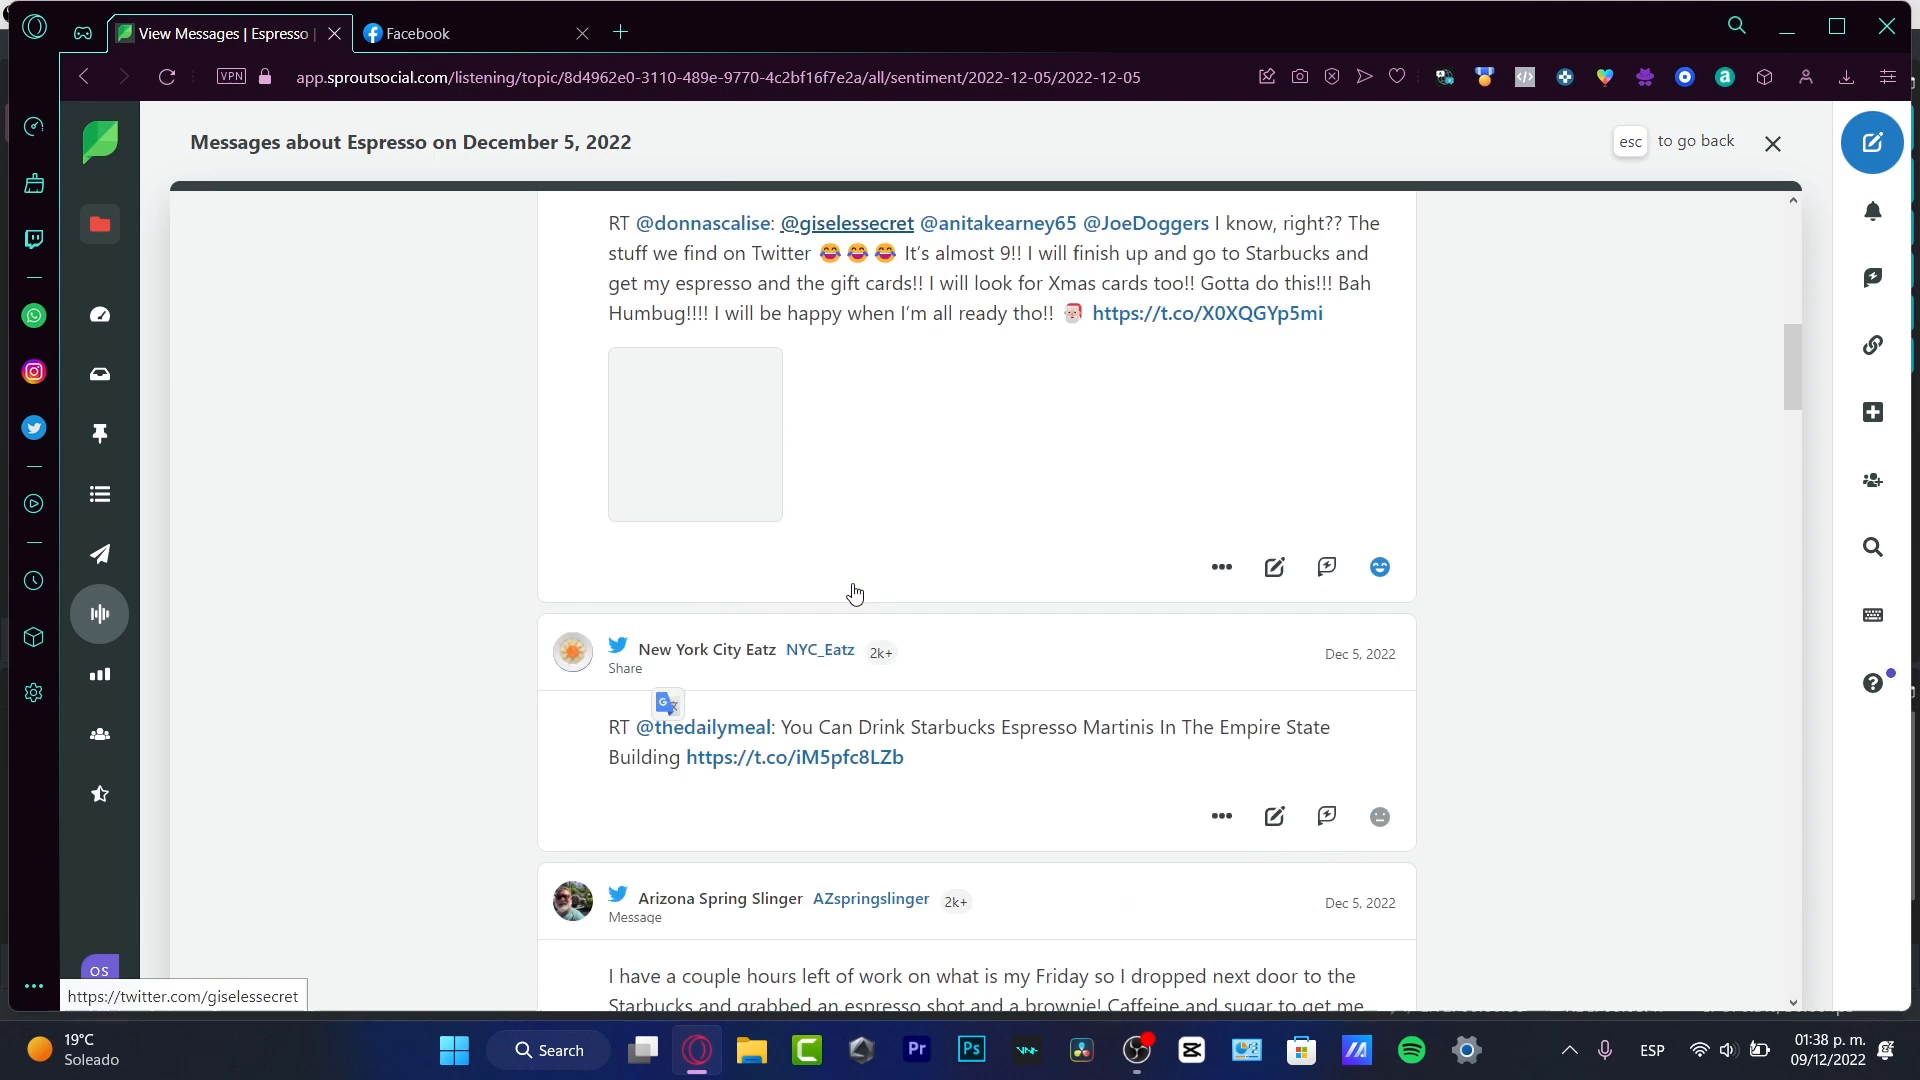 View Messages | Espresso |
Facebook
VPN
app.sproutsocial.com/listening/topic/8d4962e0-3110-489e-9770-4c2bf16f7e2a/all/sentiment/2022-12-05/2022-12-05
Messages about Espresso on December 5, 2022
esc to go back
RT @donnascalise: @giselessecret @anitakearney65 @JoeDoggers I know, right?? The
stuff we find on Twitter 😂 😂 😂 It's almost 9!! I will finish up and go to Starbucks and
get my espresso and the gift cards!! I will look for Xmas cards too!! Gotta do this!!! Bah
Humbug!!!! I will be happy when I'm all ready tho!! 🎅 https://t.co/X0XQGYp5mi
New York City Eatz NYC_Eatz 2k+
Share
Dec 5, 2022
RT @thedailymeal: You Can Drink Starbucks Espresso Martinis In The Empire State
Building https://t.co/iM5pfc8LZb
Arizona Spring Slinger AZspringslinger 2k+
Message
Dec 5, 2022
I have a couple hours left of work on what is my Friday so I dropped next door to the
Starbucks and grabbed an espresso shot and a brownie! Caffeine and sugar to get me
OS
https://twitter.com/giselessecret
19°C
Soleado
Search
Pr
Ps
ESP
01:38 p. m.
09/12/2022